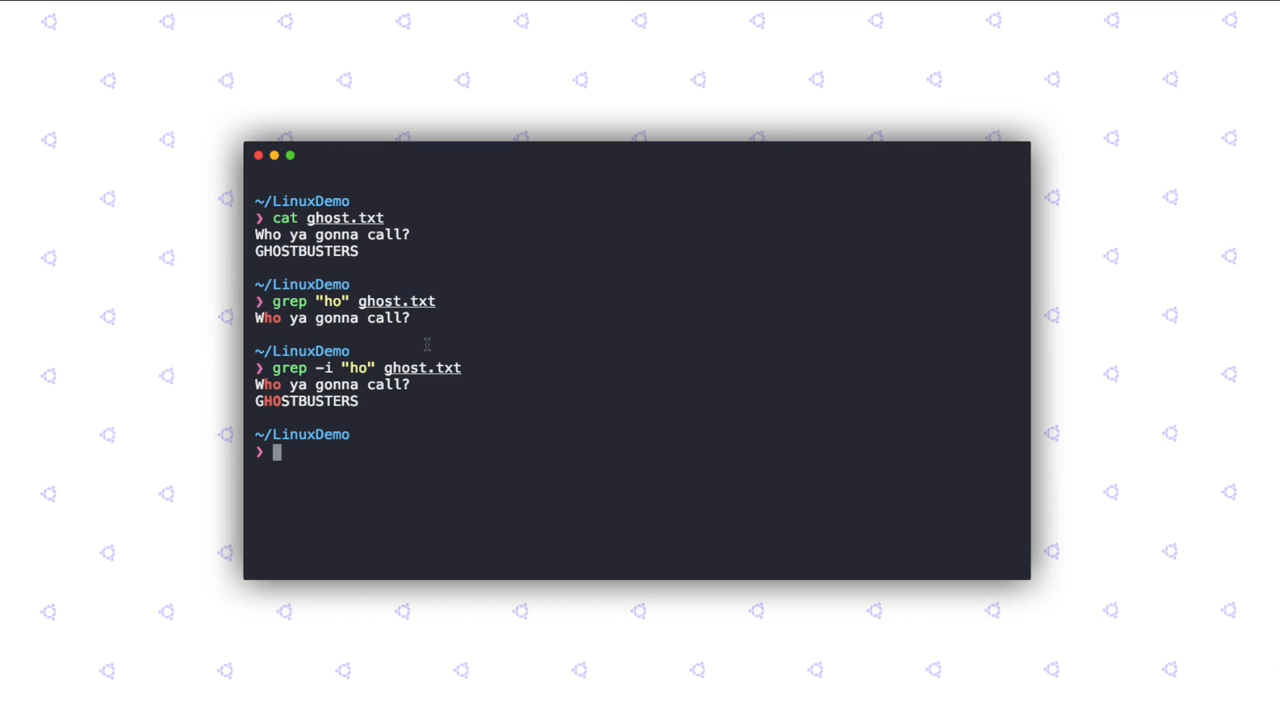 ~/LinuxDemo
❯ cat ghost.txt
Who ya gonna call?
GHOSTBUSTERS
~/LinuxDemo
❯ grep "ho" ghost.txt
Who ya gonna call?
~/LinuxDemo
❯ grep -i "ho" ghost.txt
Who ya gonna call?
GHOSTBUSTERS
~/LinuxDemo
❯